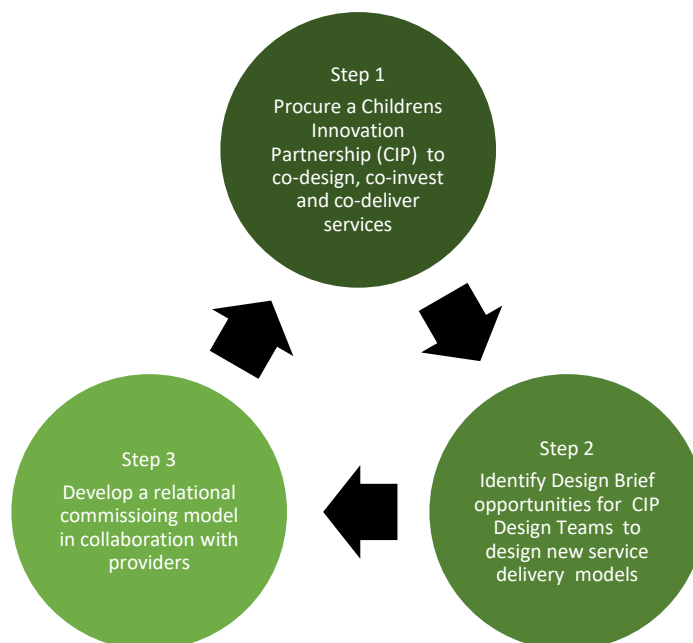 Step 1
Procure a Childrens
Innovation
Partnership (CIP) to
co-design, co-invest
and co-deliver
services
Step 2
Identify Design Brief
opportunities for CIP
Design Teams to
design new service
delivery models
Step 3
Develop a relational
commissioing model
in collaboration with
providers